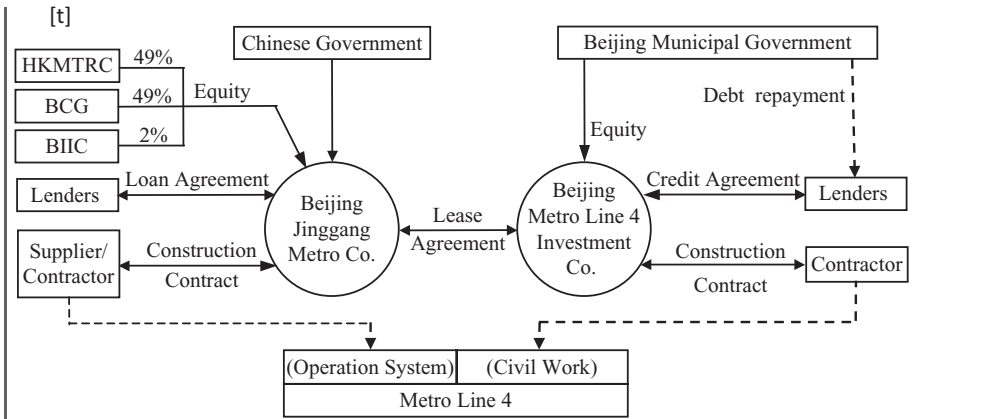 [t]
Chinese Government
Beijing Municipal Government
HKMTRC
49%
BCG
49%
BIIC
2%
Equity
Debt repayment
Equity
Lenders
Loan Agreement
Beijing
Jinggang
Metro Co.
Lease
Agreement
Beijing
Metro Line 4
Investment
Co.
Credit Agreement
Lenders
Supplier/
Contractor
Construction
Contract
Construction
Contract
Contractor
(Operation System)
(Civil Work)
Metro Line 4